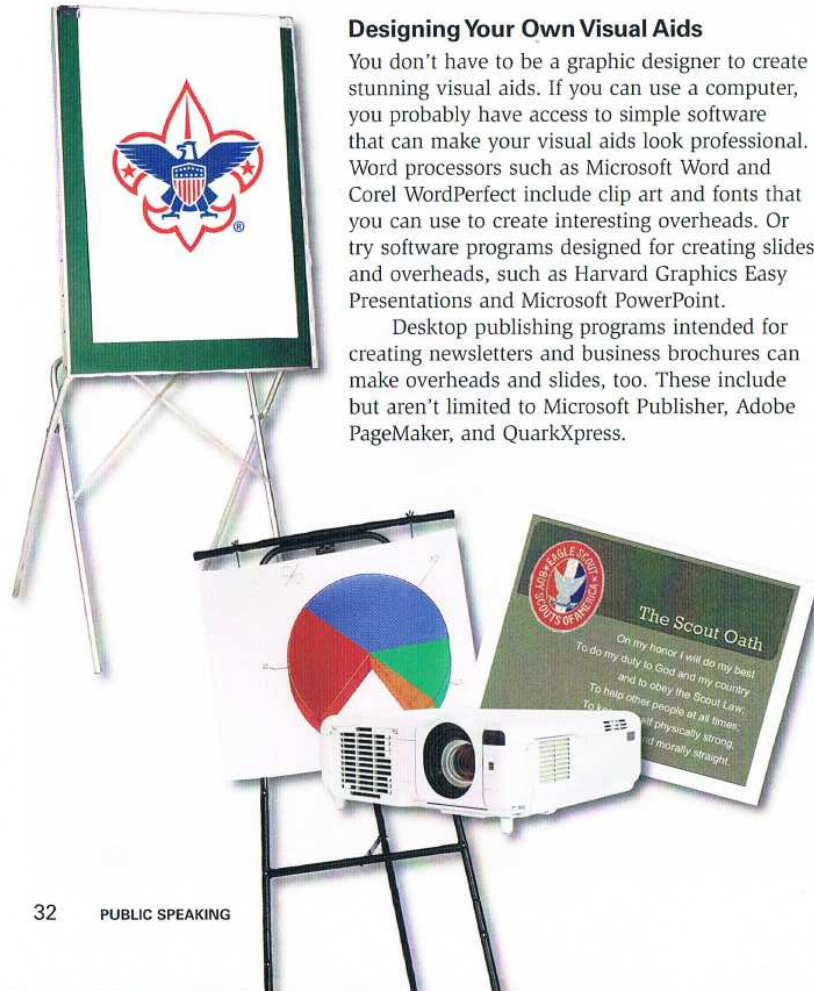 Designing Your Own Visual Aids
You don't have to be a graphic designer to create
stunning visual aids. If you can use a computer,
you probably have access to simple software
that can make your visual aids look professional.
Word processors such as Microsoft Word and
Corel WordPerfect include clip art and fonts that
you can use to create interesting overheads. Or
try software programs designed for creating slides
and overheads, such as Harvard Graphics Easy
Presentations and Microsoft PowerPoint.
Desktop publishing programs intended for
creating newsletters and business brochures can
make overheads and slides, too. These include
but aren't limited to Microsoft Publisher, Adobe
PageMaker, and QuarkXpress.
®
EAGLE SCOUT
BOY SCOUTS OF AMERICA
The Scout Oath
On my honor I will do my best
To do my duty to God and my country
and to obey the Scout Law;
To help other people at all times;
To physically strong,
morally straight.
32 PUBLIC SPEAKING